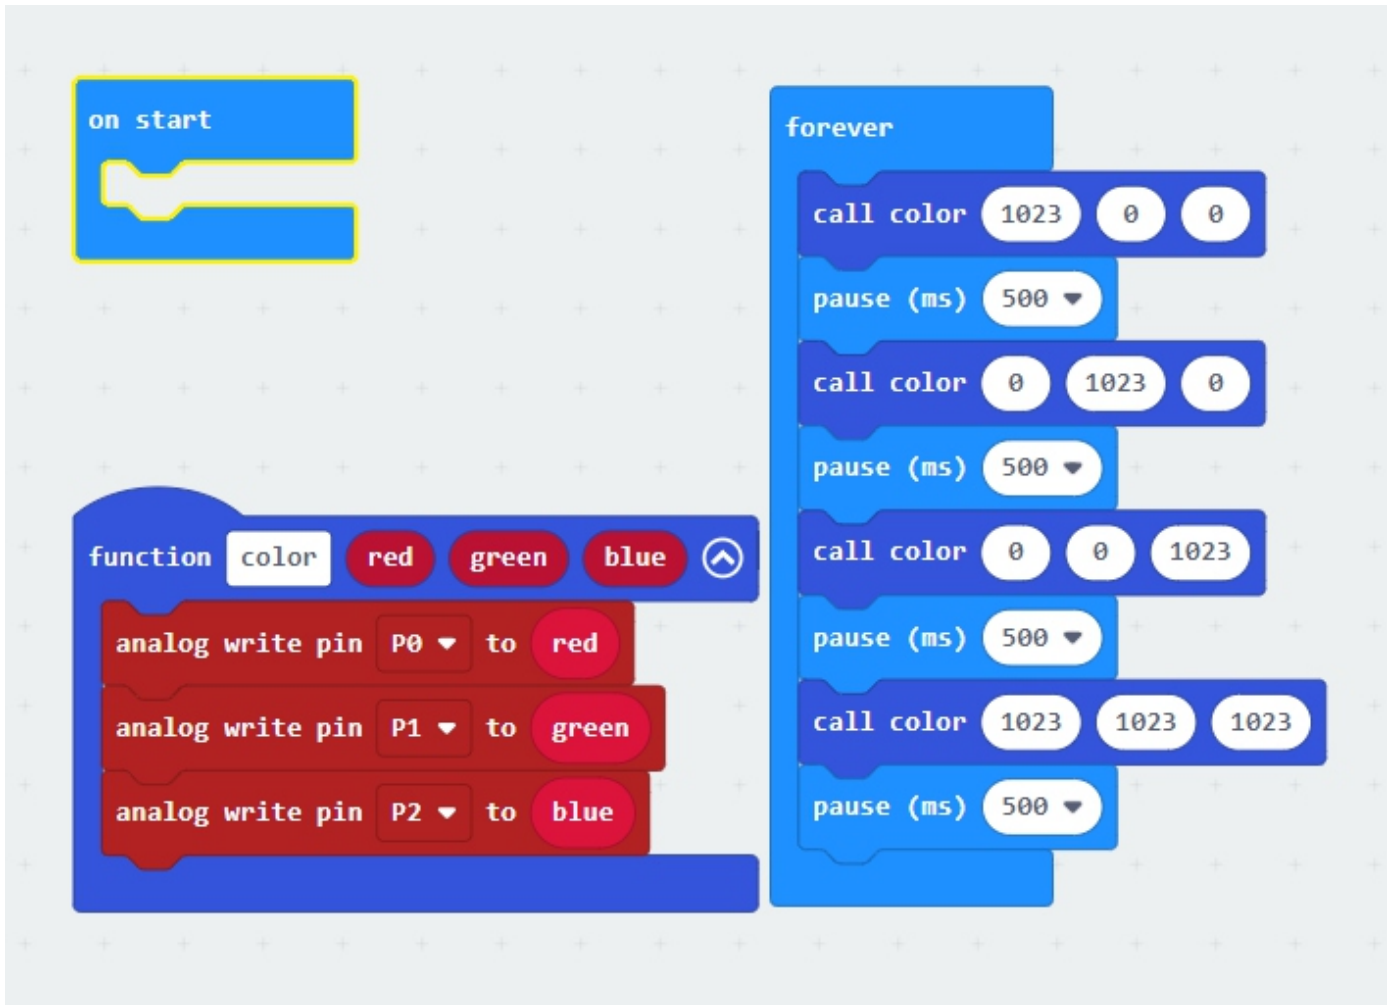 on start
function color red green blue
analog write pin P0 to red
analog write pin P1 to green
analog write pin P2 to blue
forever
call color 1023 0 0
pause (ms) 500
call color 0 1023 0
pause (ms) 500
call color 0 0 1023
pause (ms) 500
call color 1023 1023 1023
pause (ms) 500